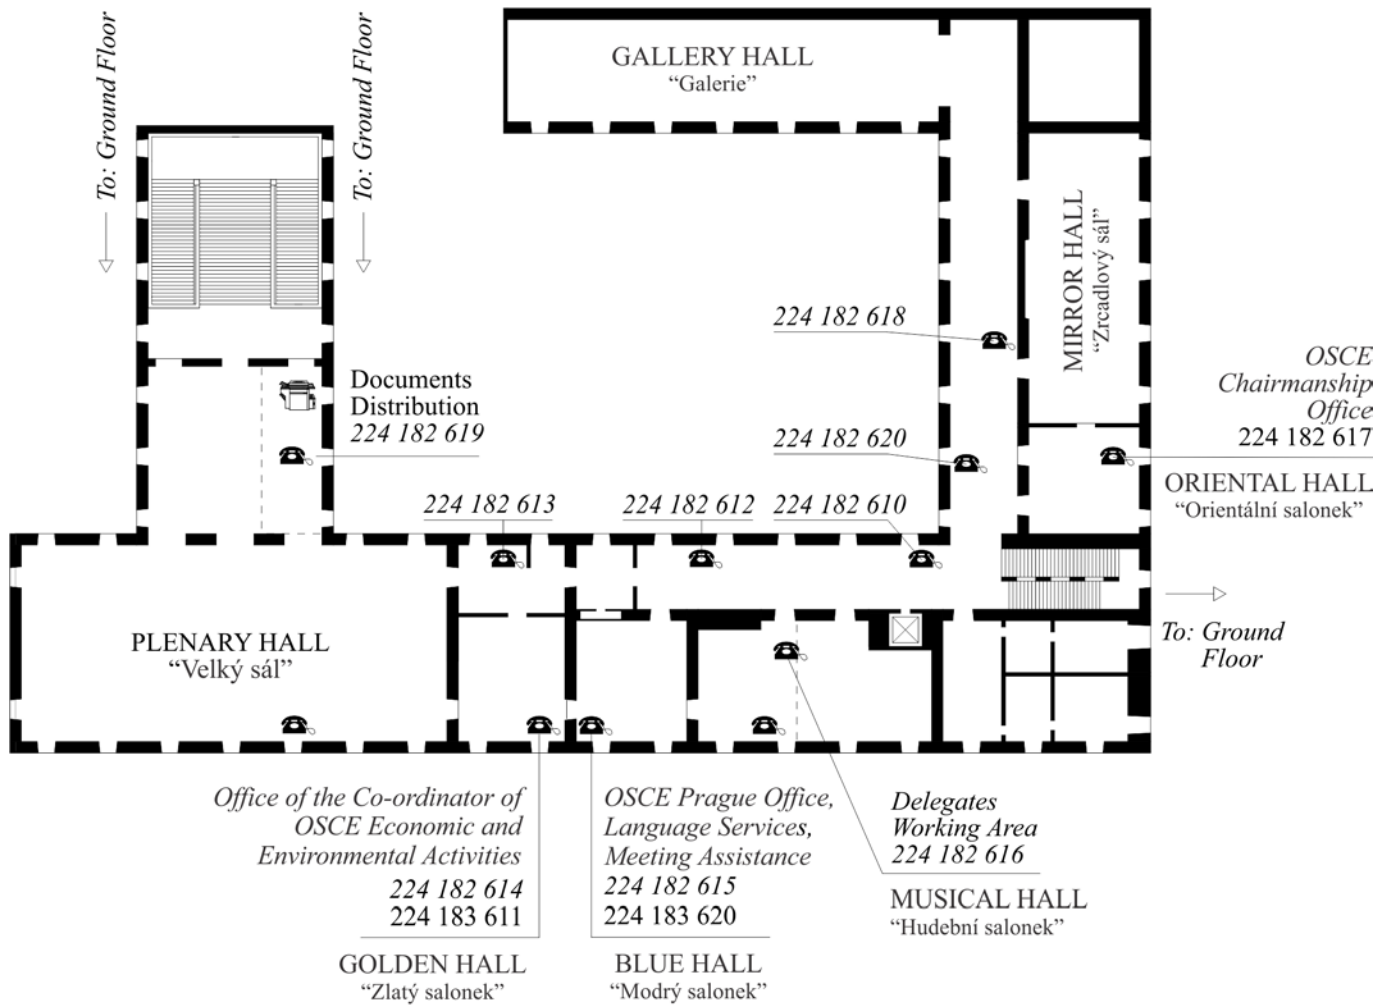 To: Ground Floor
To: Ground Floor
GALLERY HALL
“Galerie”
MIRROR HALL
“Zrcadlový sál”
224 182 618
OSCE
Chairmanship
Office
224 182 617
ORIENTAL HALL
“Orientální salonek”
Documents
Distribution
224 182 619
224 182 620
224 182 613
224 182 612
224 182 610
PLENARY HALL
“Velký sál”
To: Ground
Floor
Office of the Co-ordinator of
OSCE Economic and
Environmental Activities
224 182 614
224 183 611
GOLDEN HALL
“Zlatý salonek”
OSCE Prague Office,
Language Services,
Meeting Assistance
224 182 615
224 183 620
BLUE HALL
“Modrý salonek”
Delegates
Working Area
224 182 616
MUSICAL HALL
“Hudební salonek”